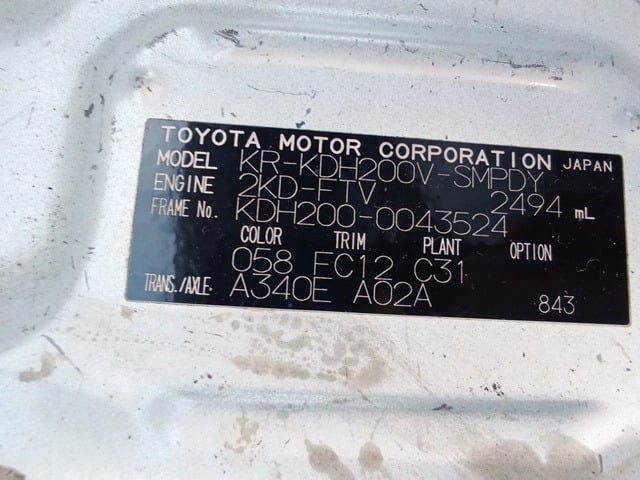 TOYOTA MOTOR CORPORATION JAPAN
MODEL KR-KDH200V-SMPDY
ENGINE 2KD-FTV 2494 mL
FRAME No. KDH200-0043524
COLOR TRIM PLANT OPTION
058 FC12 C31
TRANS./AXLE: A340E A02A 843